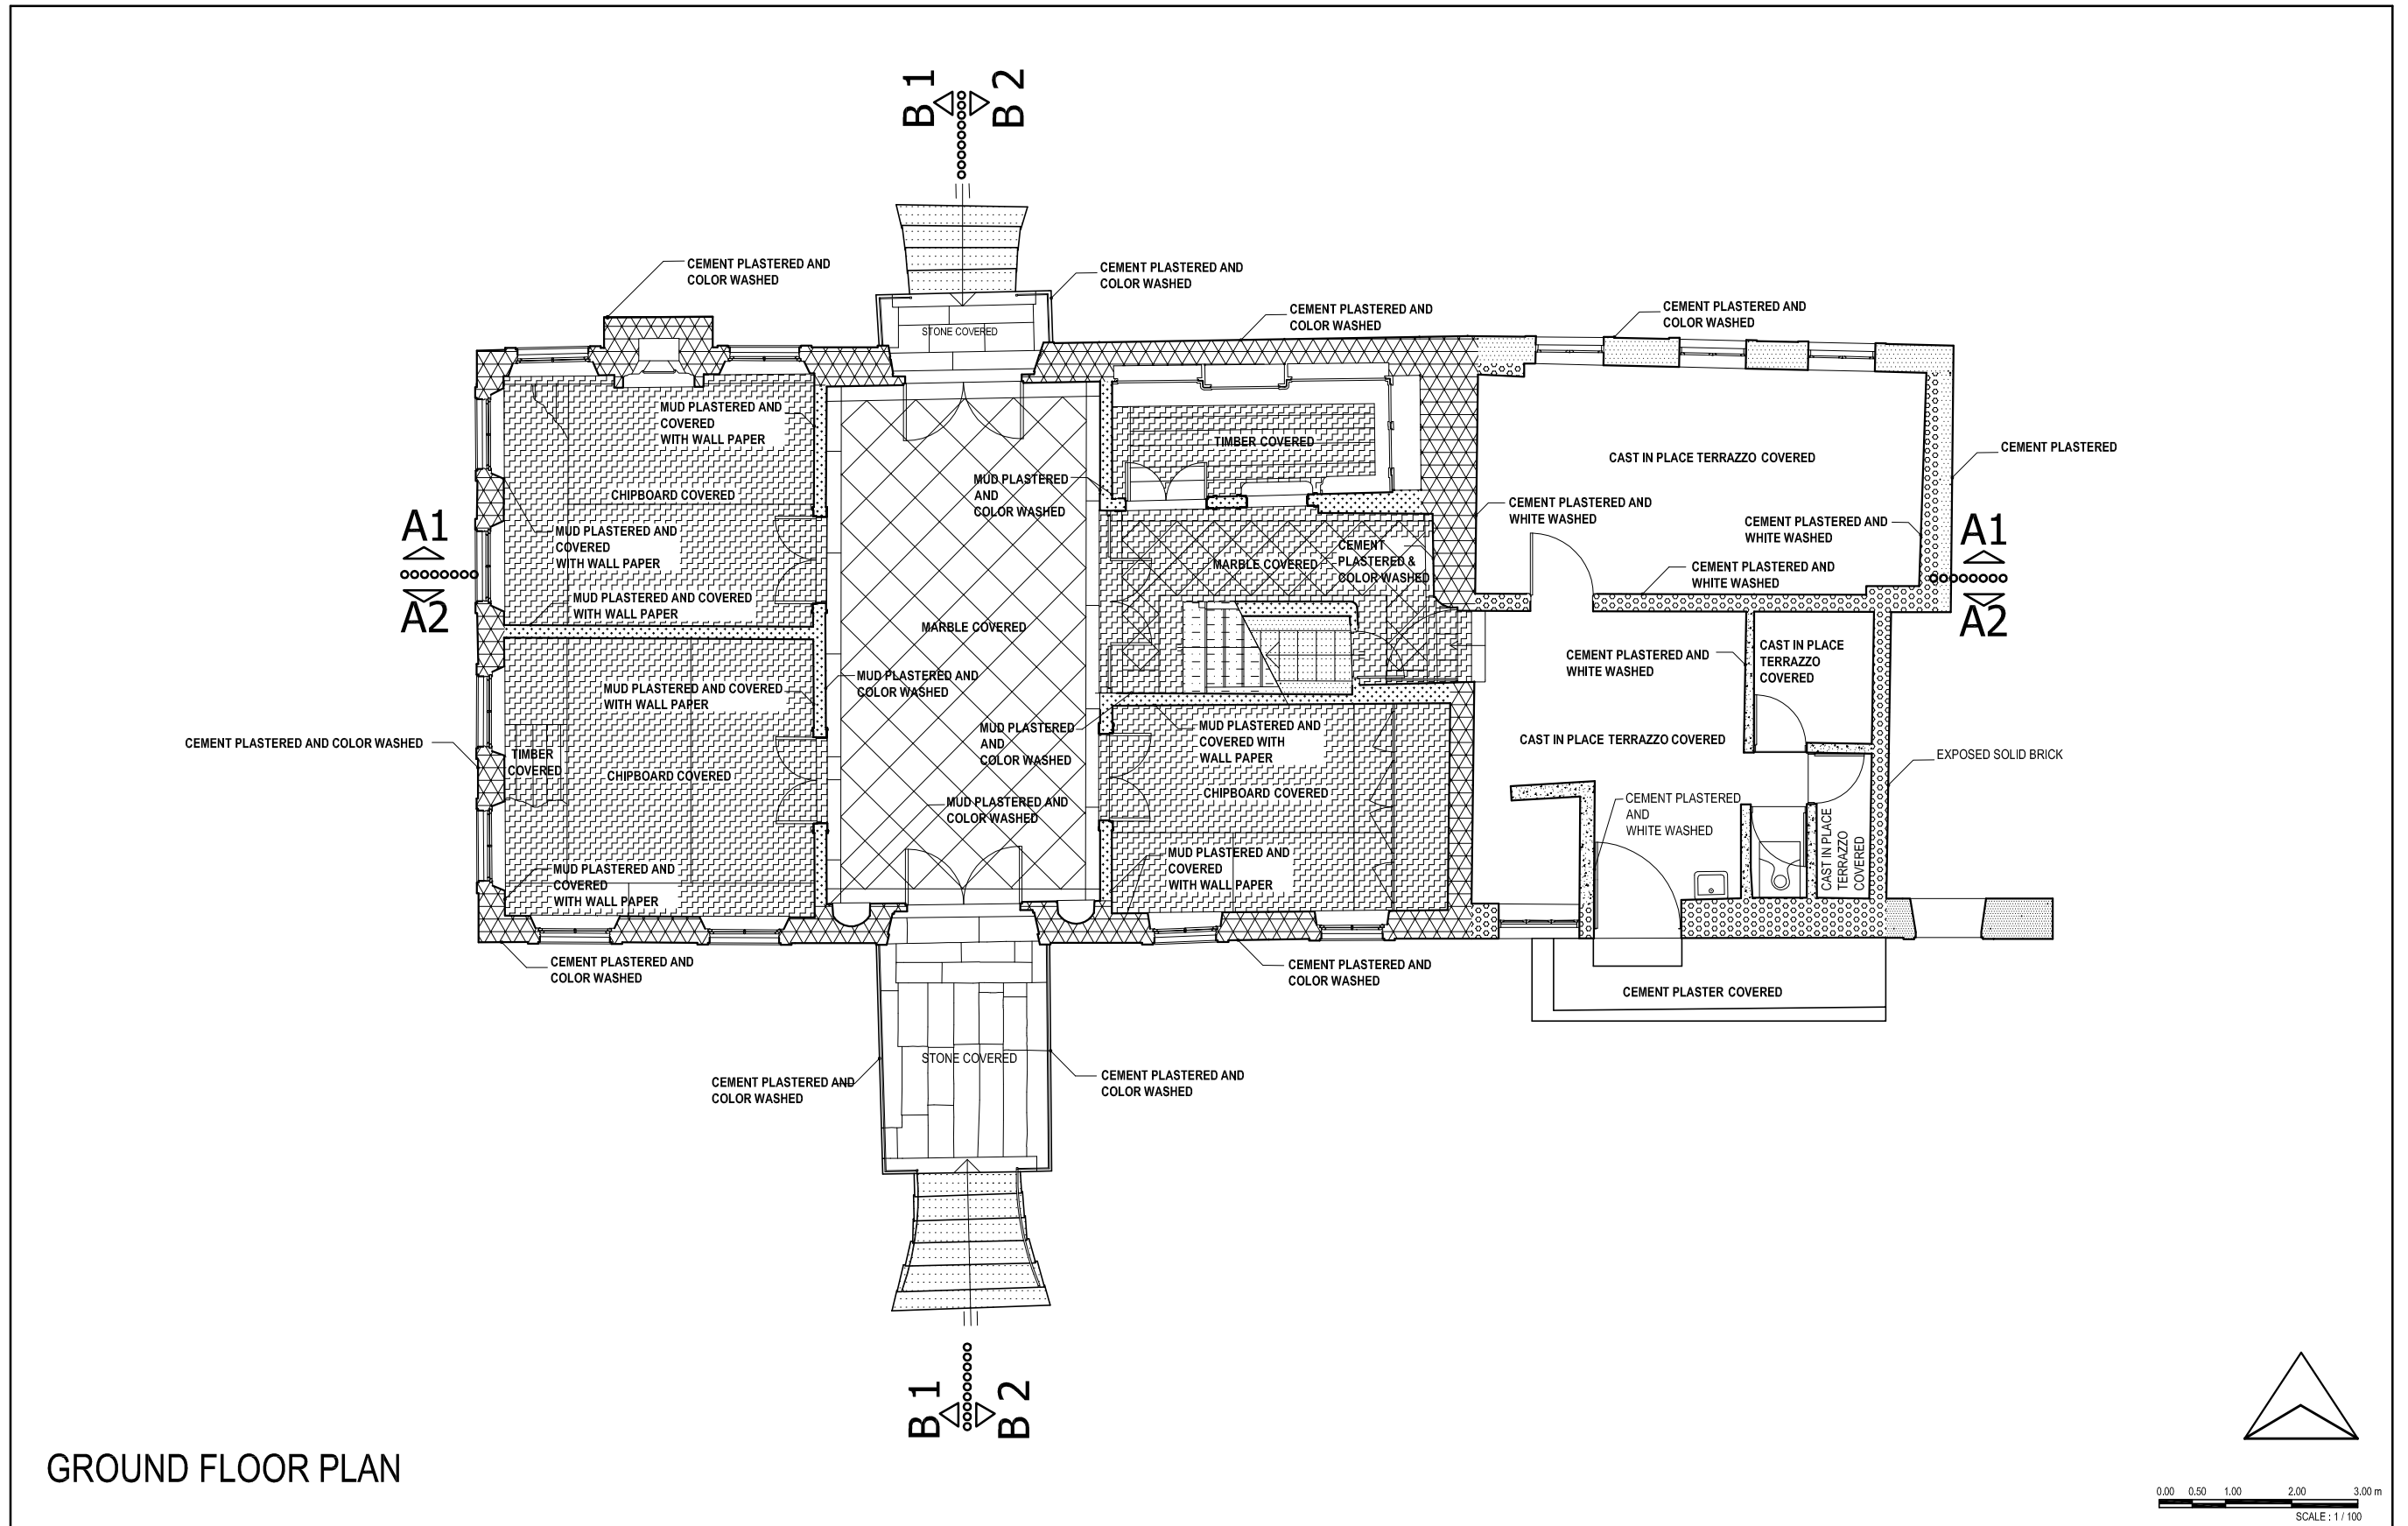 B 1
B 2
CEMENT PLASTERED AND
COLOR WASHED
CEMENT PLASTERED AND
COLOR WASHED
CEMENT PLASTERED AND
COLOR WASHED
CEMENT PLASTERED AND
COLOR WASHED
STONE COVERED
MUD PLASTERED AND
COVERED
WITH WALL PAPER
TIMBER COVERED
CEMENT PLASTERED
CAST IN PLACE TERRAZZO COVERED
MUD PLASTERED
AND
COLOR WASHED
CHIPBOARD COVERED
CEMENT PLASTERED AND
WHITE WASHED
CEMENT PLASTERED AND
WHITE WASHED
A1
A1
MUD PLASTERED AND
COVERED
WITH WALL PAPER
CEMENT
PLASTERED &
COLOR WASHED
MARBLE COVERED
CEMENT PLASTERED AND
WHITE WASHED
MUD PLASTERED AND COVERED
WITH WALL PAPER
A2
A2
MARBLE COVERED
CEMENT PLASTERED AND
WHITE WASHED
CAST IN PLACE
TERRAZZO
COVERED
MUD PLASTERED AND
COLOR WASHED
MUD PLASTERED AND COVERED
WITH WALL PAPER
MUD PLASTERED
AND
COLOR WASHED
MUD PLASTERED AND
COVERED WITH
WALL PAPER
CAST IN PLACE TERRAZZO COVERED
CEMENT PLASTERED AND COLOR WASHED
TIMBER
COVERED
EXPOSED SOLID BRICK
CHIPBOARD COVERED
CHIPBOARD COVERED
MUD PLASTERED AND
COLOR WASHED
CEMENT PLASTERED
AND
WHITE WASHED
CAST IN PLACE
TERRAZZO
COVERED
MUD PLASTERED AND
COVERED
WITH WALL PAPER
MUD PLASTERED AND
COVERED
WITH WALL PAPER
CEMENT PLASTERED AND
COLOR WASHED
CEMENT PLASTERED AND
COLOR WASHED
CEMENT PLASTER COVERED
STONE COVERED
CEMENT PLASTERED AND
COLOR WASHED
CEMENT PLASTERED AND
COLOR WASHED
B 1
B 2
GROUND FLOOR PLAN
0.00 0.50 1.00 2.00 3.00 m
SCALE : 1 / 100